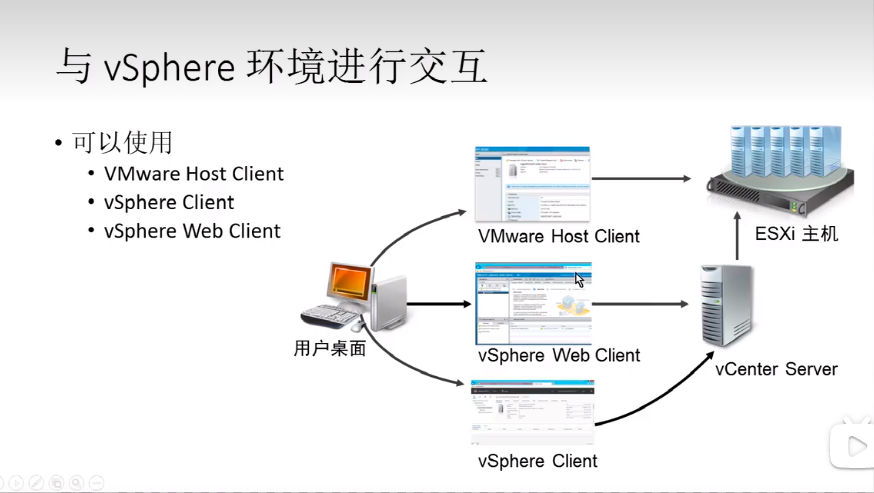 与 vSphere 环境进行交互
• 可以使用
• VMware Host Client
• vSphere Client
• vSphere Web Client
VMware Host Client
ESXi 主机
用户桌面
vSphere Web Client
vCenter Server
vSphere Client